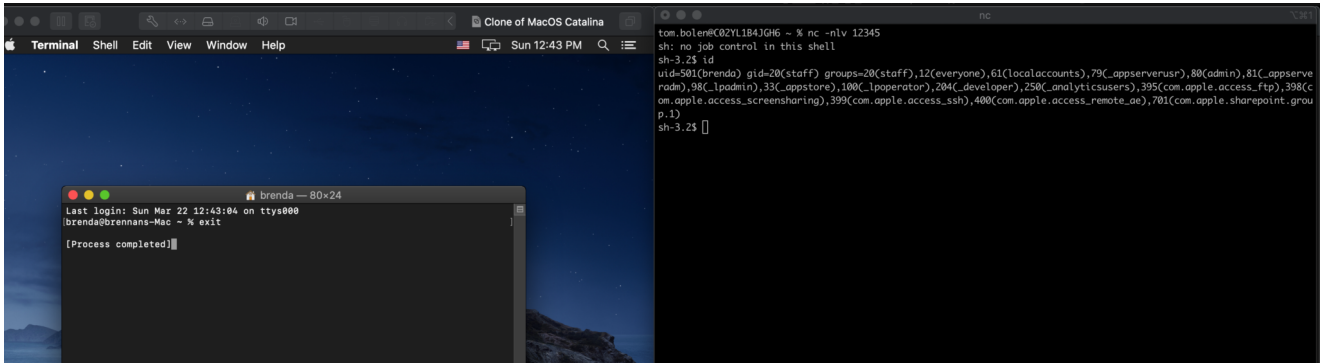 Clone of MacOS Catalina
Terminal Shell Edit View Window Help
Sun 12:43 PM
brenda — 80×24
Last login: Sun Mar 22 12:43:04 on ttys000
[brenda@brennans-Mac ~ % exit ]
[Process completed]
nc
⌥⌘1
tom.bolen@C02YL1B4JGH6 ~ % nc -nlv 12345
sh: no job control in this shell
sh-3.2$ id
uid=501(brenda) gid=20(staff) groups=20(staff),12(everyone),61(localaccounts),79(_appserverusr),80(admin),81(_appserve
radm),98(_lpadmin),33(_appstore),100(_lpoperator),204(_developer),250(_analyticsusers),395(com.apple.access_ftp),398(c
om.apple.access_screensharing),399(com.apple.access_ssh),400(com.apple.access_remote_ae),701(com.apple.sharepoint.grou
p.1)
sh-3.2$